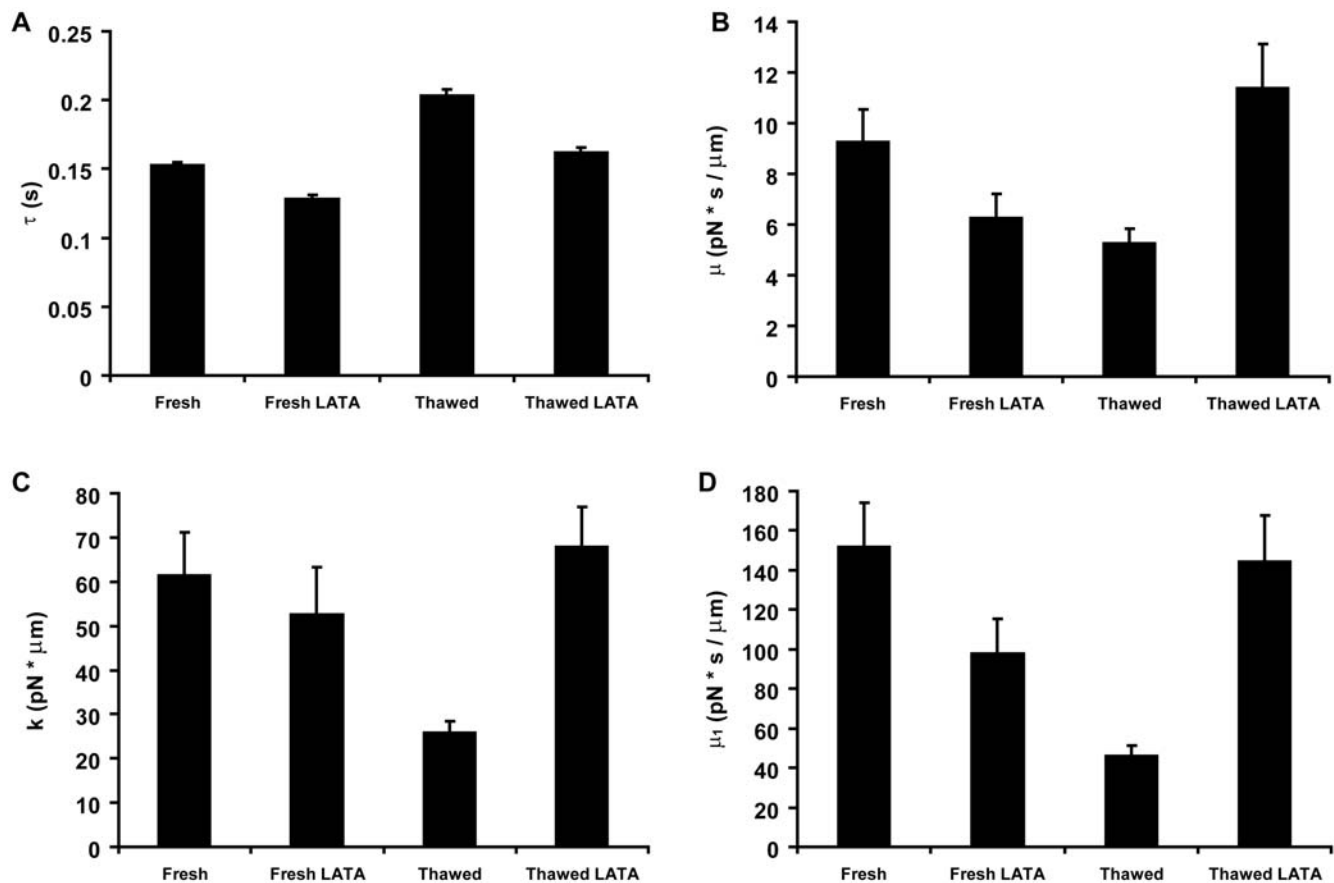 A
0.25
0.2
0.15
0.1
0.05
0
τ (s)
Fresh Fresh LATA Thawed Thawed LATA
B
14
12
10
8
6
4
2
0
μ (pN * s / μm)
Fresh Fresh LATA Thawed Thawed LATA
C
80
70
60
50
40
30
20
10
0
k (pN * μm)
Fresh Fresh LATA Thawed Thawed LATA
D
180
160
140
120
100
80
60
40
20
0
μ₁ (pN * s / μm)
Fresh Fresh LATA Thawed Thawed LATA